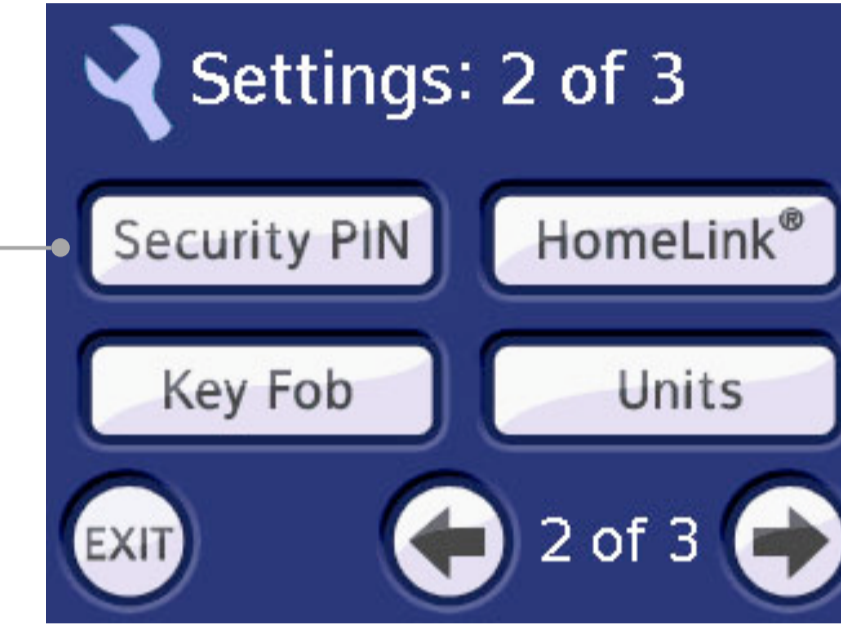 Settings: 2 of 3
Security PIN
HomeLink®
Key Fob
Units
EXIT
2 of 3